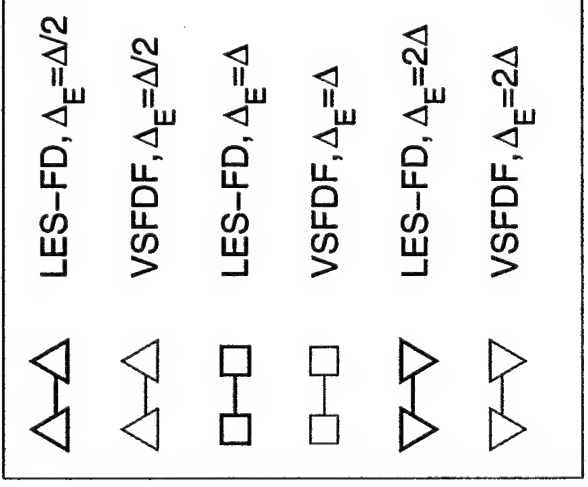 LES-FD, Δ_E=Δ/2
VSFDF, Δ_E=Δ/2
LES-FD, Δ_E=Δ
VSFDF, Δ_E=Δ
LES-FD, Δ_E=2Δ
VSFDF, Δ_E=2Δ